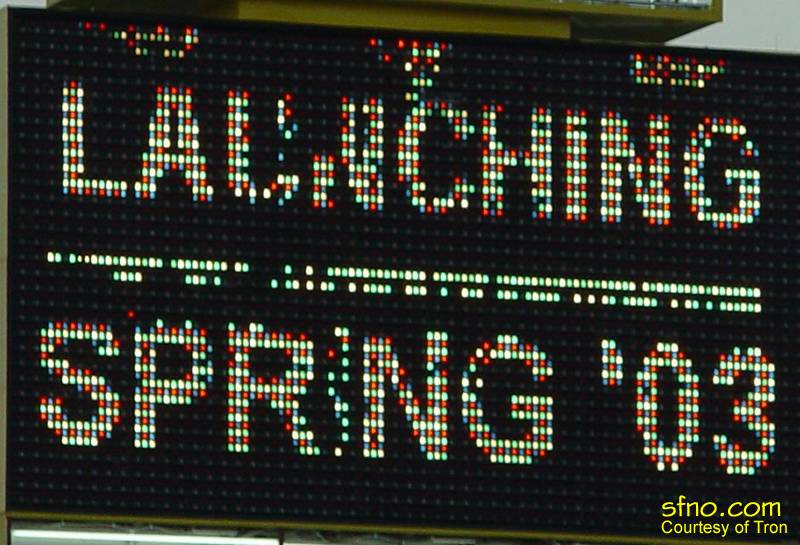 LAUNCHING
SPRING '03
sfno.com
Courtesy of Tron